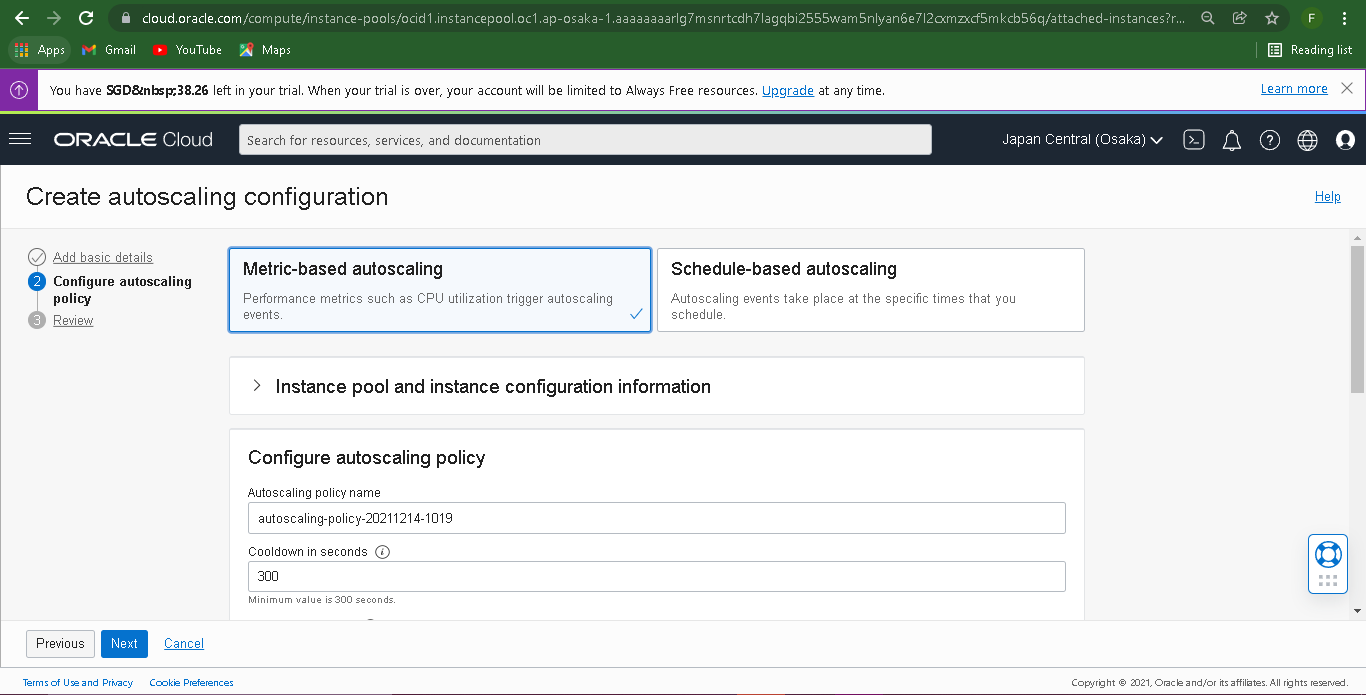 cloud.oracle.com/compute/instance-pools/ocid1.instancepool.oc1.ap-osaka-1.aaaaaaaarlg7msnrtcdh7lagqbi2555wam5nlyan6e7l2cxmzxcf5mkcb56q/attached-instances?r...
F
Apps
Gmail
YouTube
Maps
Reading list
You have SGD&nbsp;38.26 left in your trial. When your trial is over, your account will be limited to Always Free resources. Upgrade at any time.
Learn more
ORACLE Cloud
Search for resources, services, and documentation
Japan Central (Osaka)
Create autoscaling configuration
Help
Add basic details
2 Configure autoscaling
policy
3 Review
Metric-based autoscaling
Performance metrics such as CPU utilization trigger autoscaling
events.
Schedule-based autoscaling
Autoscaling events take place at the specific times that you
schedule.
Instance pool and instance configuration information
Configure autoscaling policy
Autoscaling policy name
autoscaling-policy-20211214-1019
Cooldown in seconds
300
Minimum value is 300 seconds.
Previous
Next
Cancel
Terms of Use and Privacy
Cookie Preferences
Copyright © 2021, Oracle and/or its affiliates. All rights reserved.